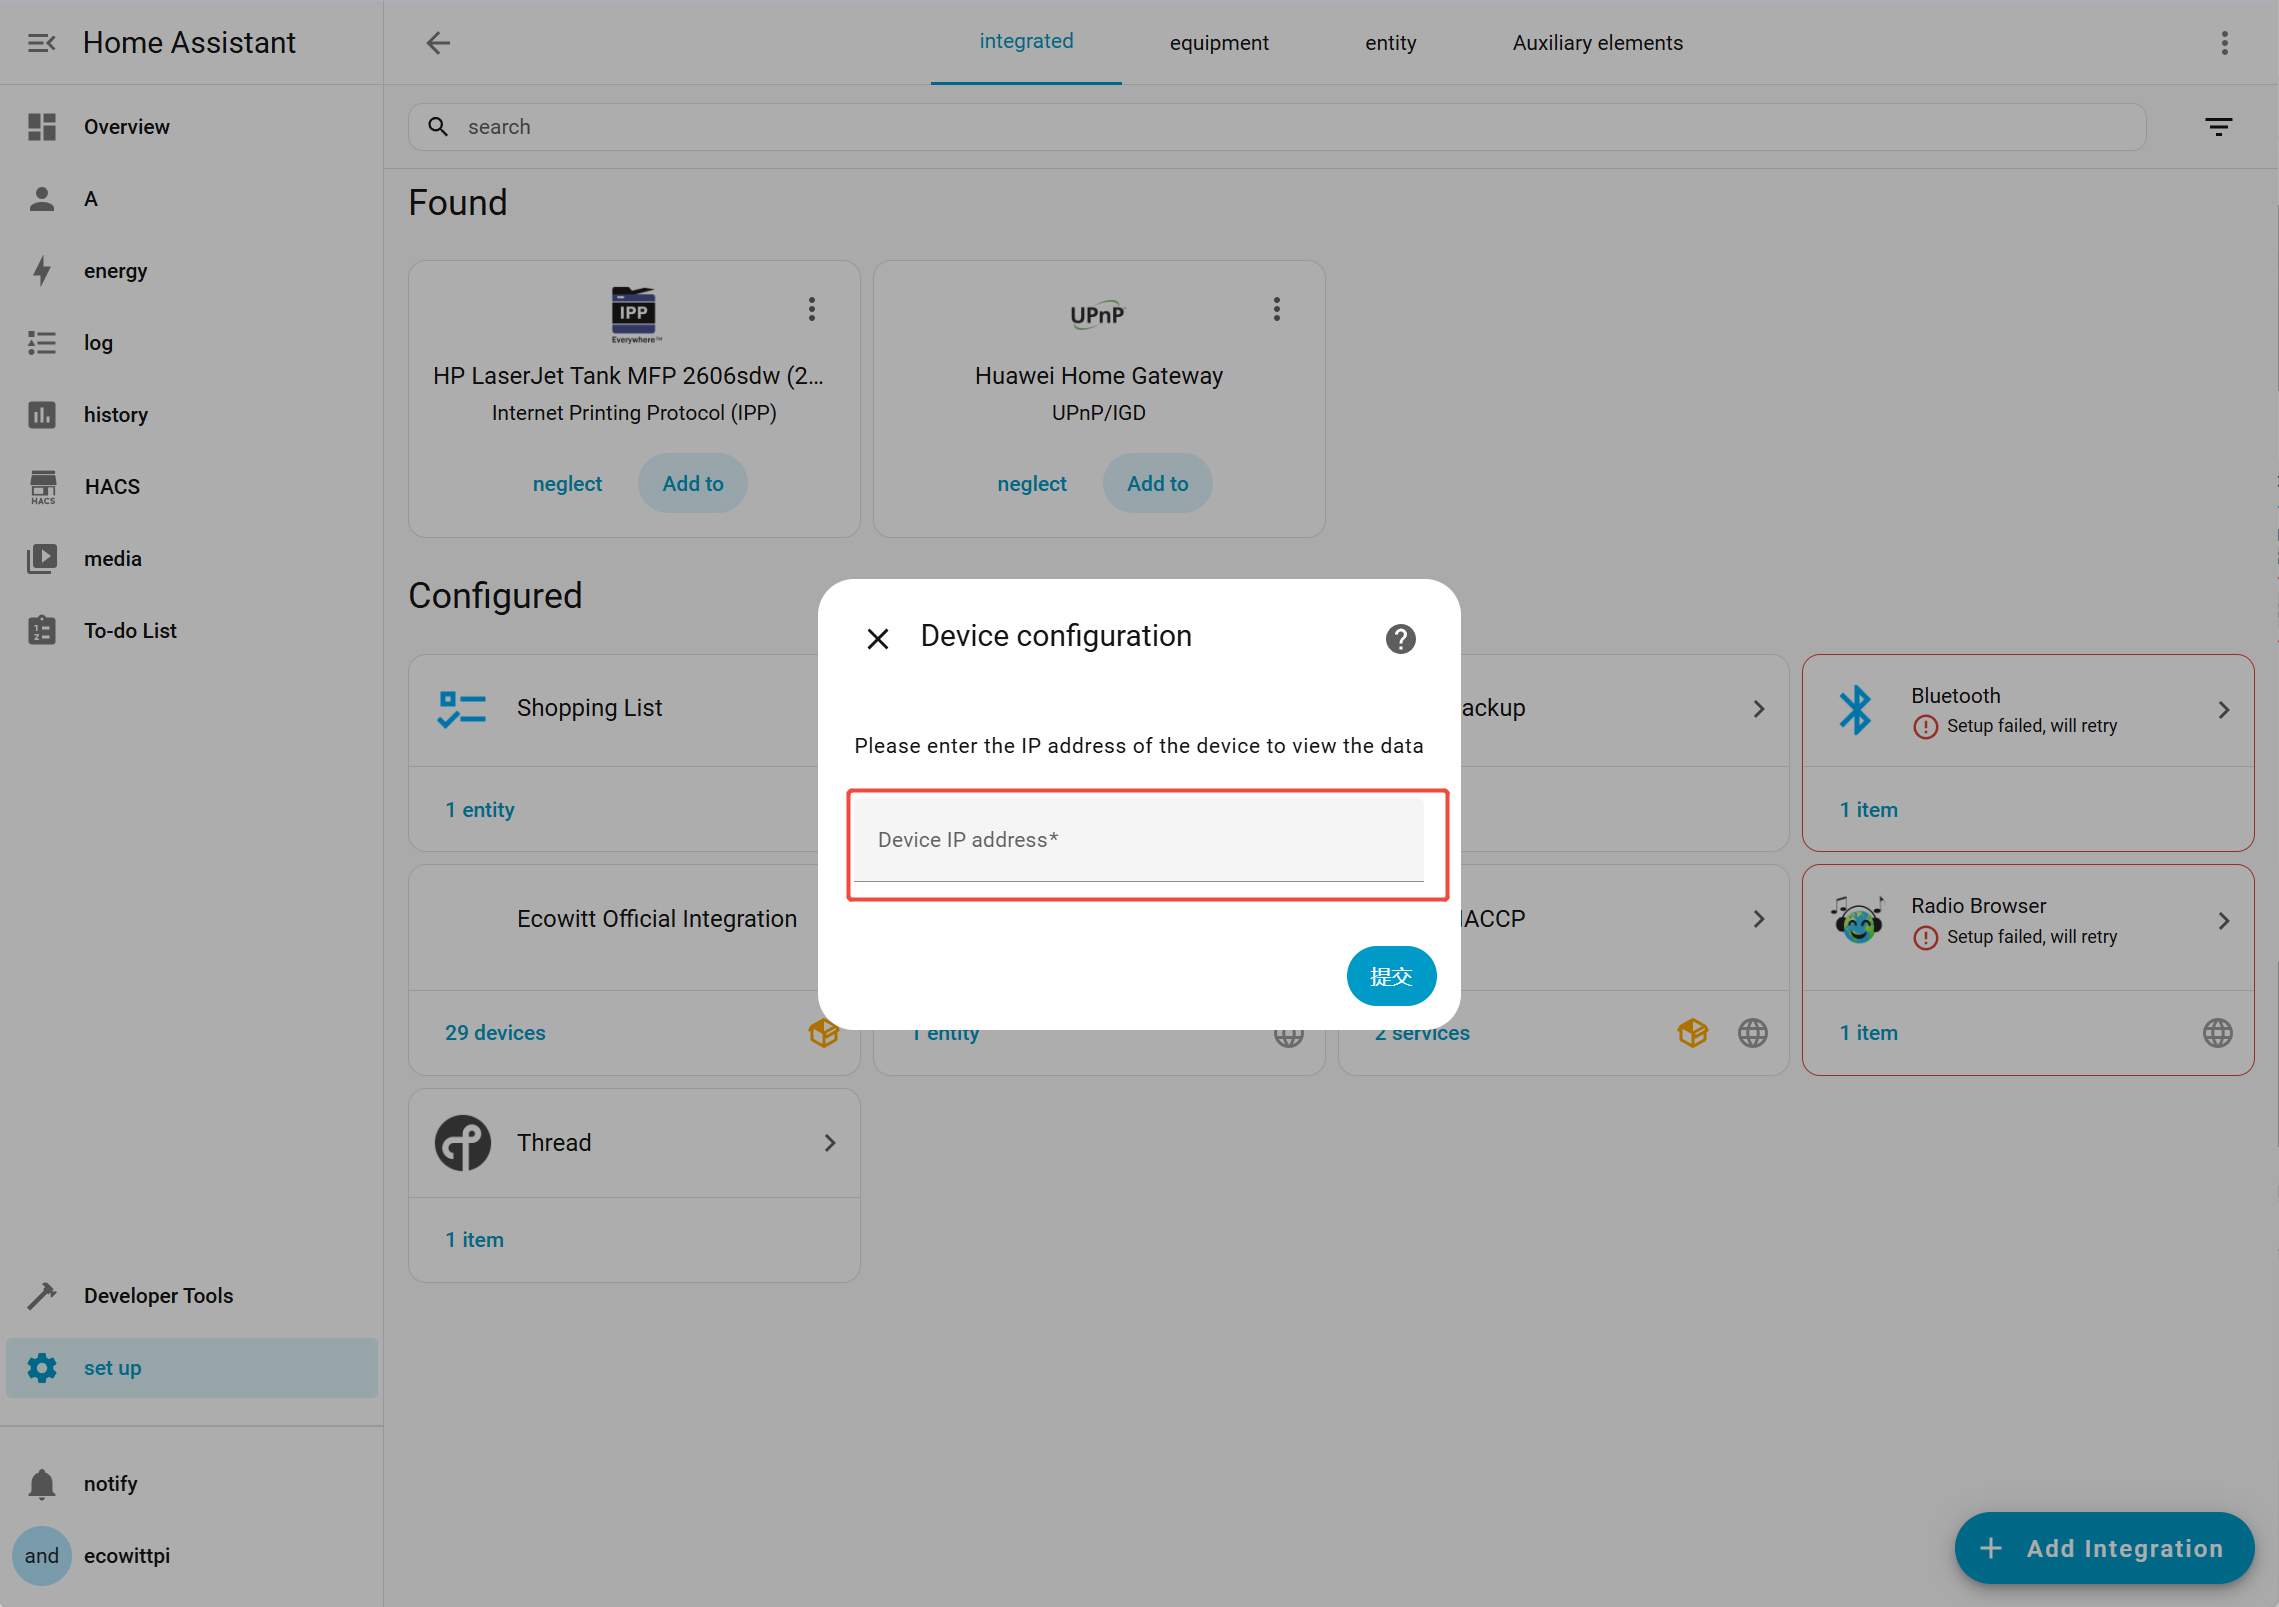 Home Assistant
integrated
equipment
entity
Auxiliary elements
Overview
A
energy
log
history
HACS
HACS
media
To-do List
Developer Tools
set up
notify
and
ecowittpi
search
Found
IPP
Everywhere™
HP LaserJet Tank MFP 2606sdw (2...
Internet Printing Protocol (IPP)
neglect
Add to
UPnP
Huawei Home Gateway
UPnP/IGD
neglect
Add to
Configured
Shopping List
1 entity
ackup
Bluetooth
Setup failed, will retry
1 item
Device configuration
Please enter the IP address of the device to view the data
Device IP address*
提交
Ecowitt Official Integration
29 devices
1 entity
ACCP
2 services
Radio Browser
Setup failed, will retry
1 item
Thread
1 item
Add Integration